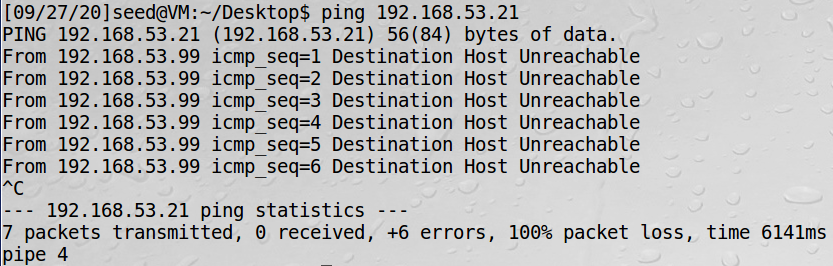 [09/27/20]seed@VM:~/Desktop$ ping 192.168.53.21
PING 192.168.53.21 (192.168.53.21) 56(84) bytes of data.
From 192.168.53.99 icmp_seq=1 Destination Host Unreachable
From 192.168.53.99 icmp_seq=2 Destination Host Unreachable
From 192.168.53.99 icmp_seq=3 Destination Host Unreachable
From 192.168.53.99 icmp_seq=4 Destination Host Unreachable
From 192.168.53.99 icmp_seq=5 Destination Host Unreachable
From 192.168.53.99 icmp_seq=6 Destination Host Unreachable
^C
--- 192.168.53.21 ping statistics ---
7 packets transmitted, 0 received, +6 errors, 100% packet loss, time 6141ms
pipe 4